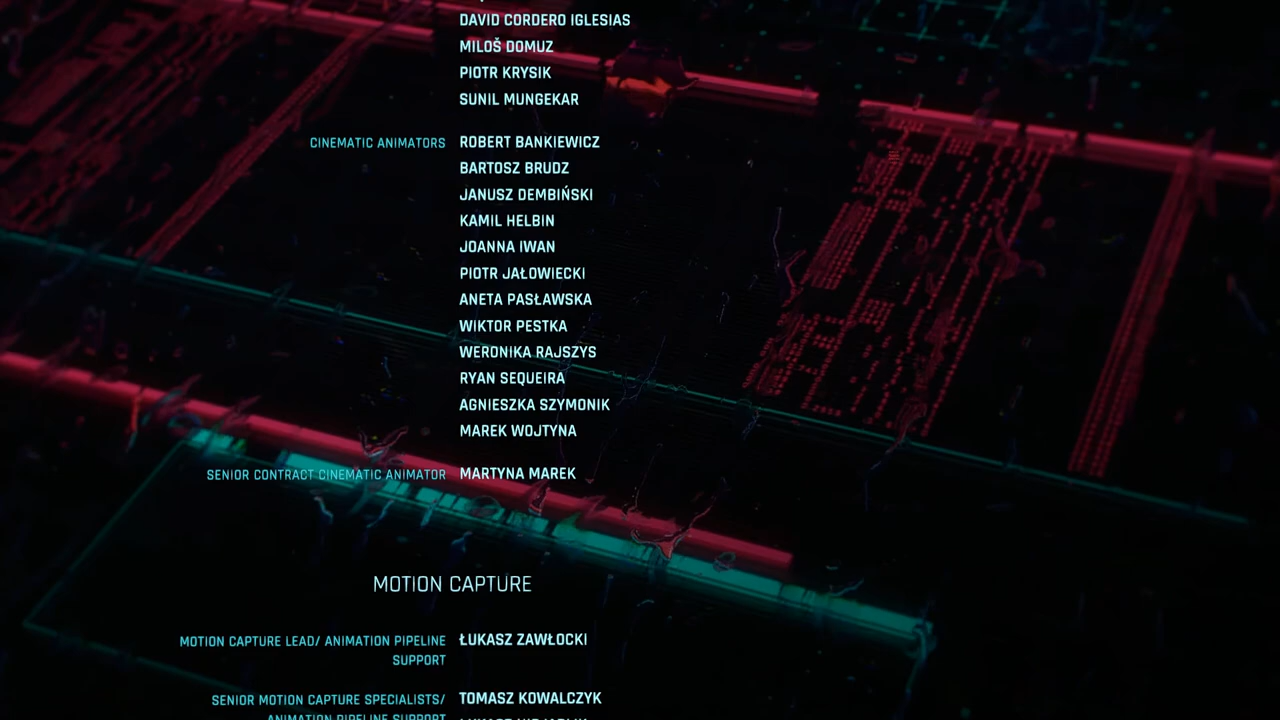 DAVID CORDERO IGLESIAS
MILOŠ DOMUZ
PIOTR KRYSIK
SUNIL MUNGEKAR
CINEMATIC ANIMATORS ROBERT BANKIEWICZ
BARTOSZ BRUDZ
JANUSZ DEMBIŃSKI
KAMIL HELBIN
JOANNA IWAN
PIOTR JAŁOWIECKI
ANETA PASŁAWSKA
WIKTOR PESTKA
WERONIKA RAJSZYS
RYAN SEQUEIRA
AGNIESZKA SZYMONIK
MAREK WOJTYNA
SENIOR CONTRACT CINEMATIC ANIMATOR MARTYNA MAREK
MOTION CAPTURE
MOTION CAPTURE LEAD/ ANIMATION PIPELINE ŁUKASZ ZAWŁOCKI
SUPPORT
SENIOR MOTION CAPTURE SPECIALISTS/ TOMASZ KOWALCZYK
ANIMATION PIPELINE SUPPORT